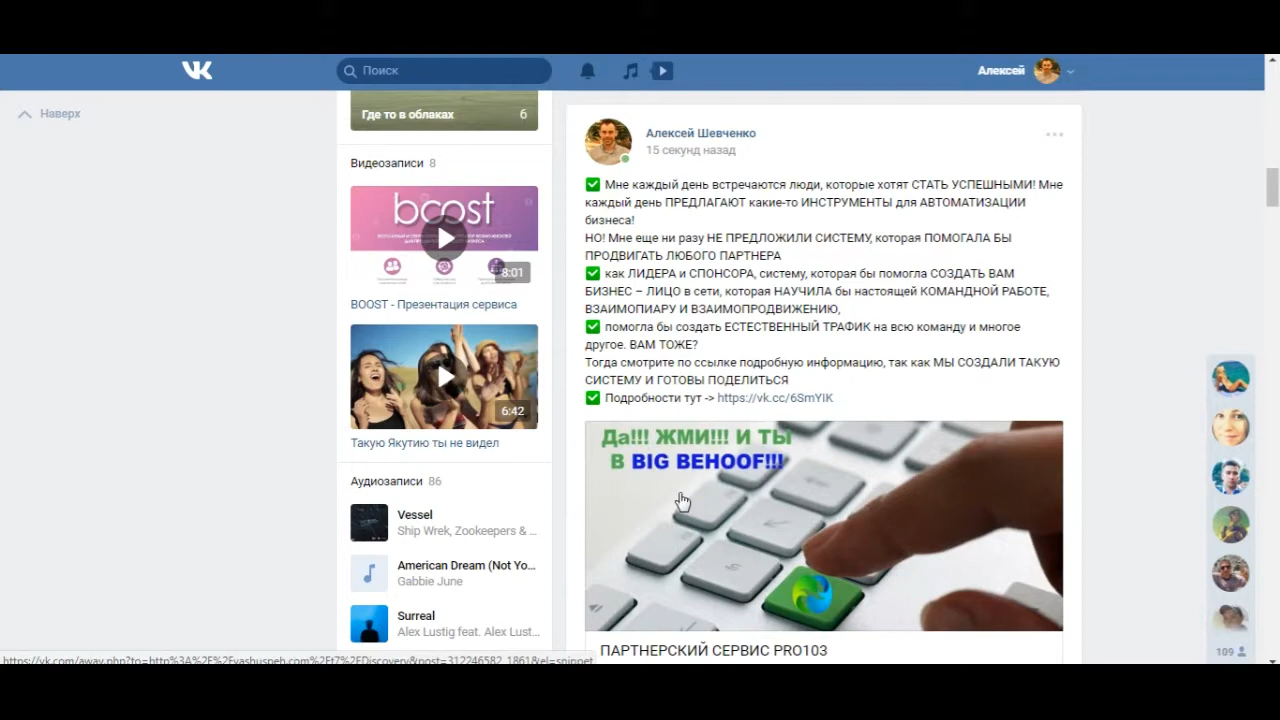 Поиск
Алексей
Наверх
Где то в облаках 6
Видеозаписи 8
boost
8:01
BOOST - Презентация сервиса
6:42
Такую Якутию ты не видел
Аудиозаписи 86
Vessel
Ship Wrek, Zookeepers & ...
American Dream (Not Yo...
Gabbie June
Surreal
Alex Lustig feat. Alex Lust...
Алексей Шевченко
15 секунд назад
✅ Мне каждый день встречаются люди, которые хотят СТАТЬ УСПЕШНЫМИ! Мне
каждый день ПРЕДЛАГАЮТ какие-то ИНСТРУМЕНТЫ для АВТОМАТИЗАЦИИ
бизнеса!
НО! Мне еще ни разу НЕ ПРЕДЛОЖИЛИ СИСТЕМУ, которая ПОМОГАЛА БЫ
ПРОДВИГАТЬ ЛЮБОГО ПАРТНЕРА
✅ как ЛИДЕРА и СПОНСОРА, систему, которая бы помогла СОЗДАТЬ ВАМ
БИЗНЕС – ЛИЦО в сети, которая НАУЧИЛА бы настоящей КОМАНДНОЙ РАБОТЕ,
ВЗАИМОПИАРУ И ВЗАИМОПРОДВИЖЕНИЮ,
✅ помогла бы создать ЕСТЕСТВЕННЫЙ ТРАФИК на всю команду и многое
другое. ВАМ ТОЖЕ?
Тогда смотрите по ссылке подробную информацию, так как МЫ СОЗДАЛИ ТАКУЮ
СИСТЕМУ И ГОТОВЫ ПОДЕЛИТЬСЯ
✅ Подробности тут -> https://vk.cc/6SmYIK
Да!!! ЖМИ!!! И ТЫ
В BIG BEHOOF!!!
ПАРТНЕРСКИЙ СЕРВИС PRO103
109
https://vk.com/away.php?to=http%3A%2F%2Fyashuspeh.com%2Ft7%2FDiscovery&post=312246582_1861&el=snippet